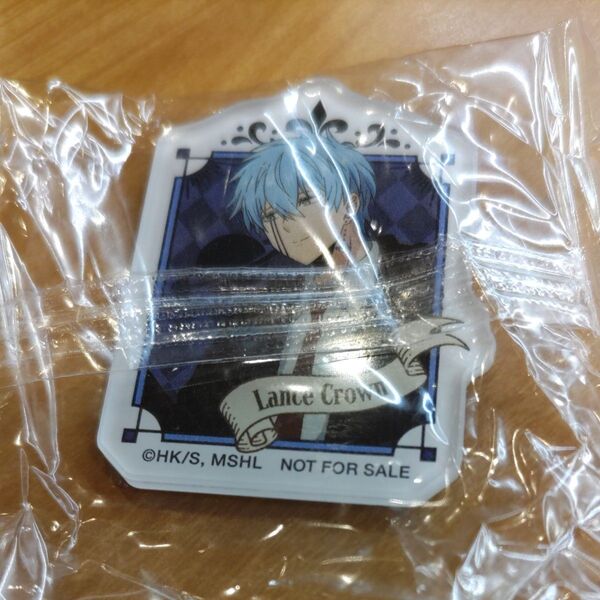 Lance Crown
©HK/S, MSHL NOT FOR SALE